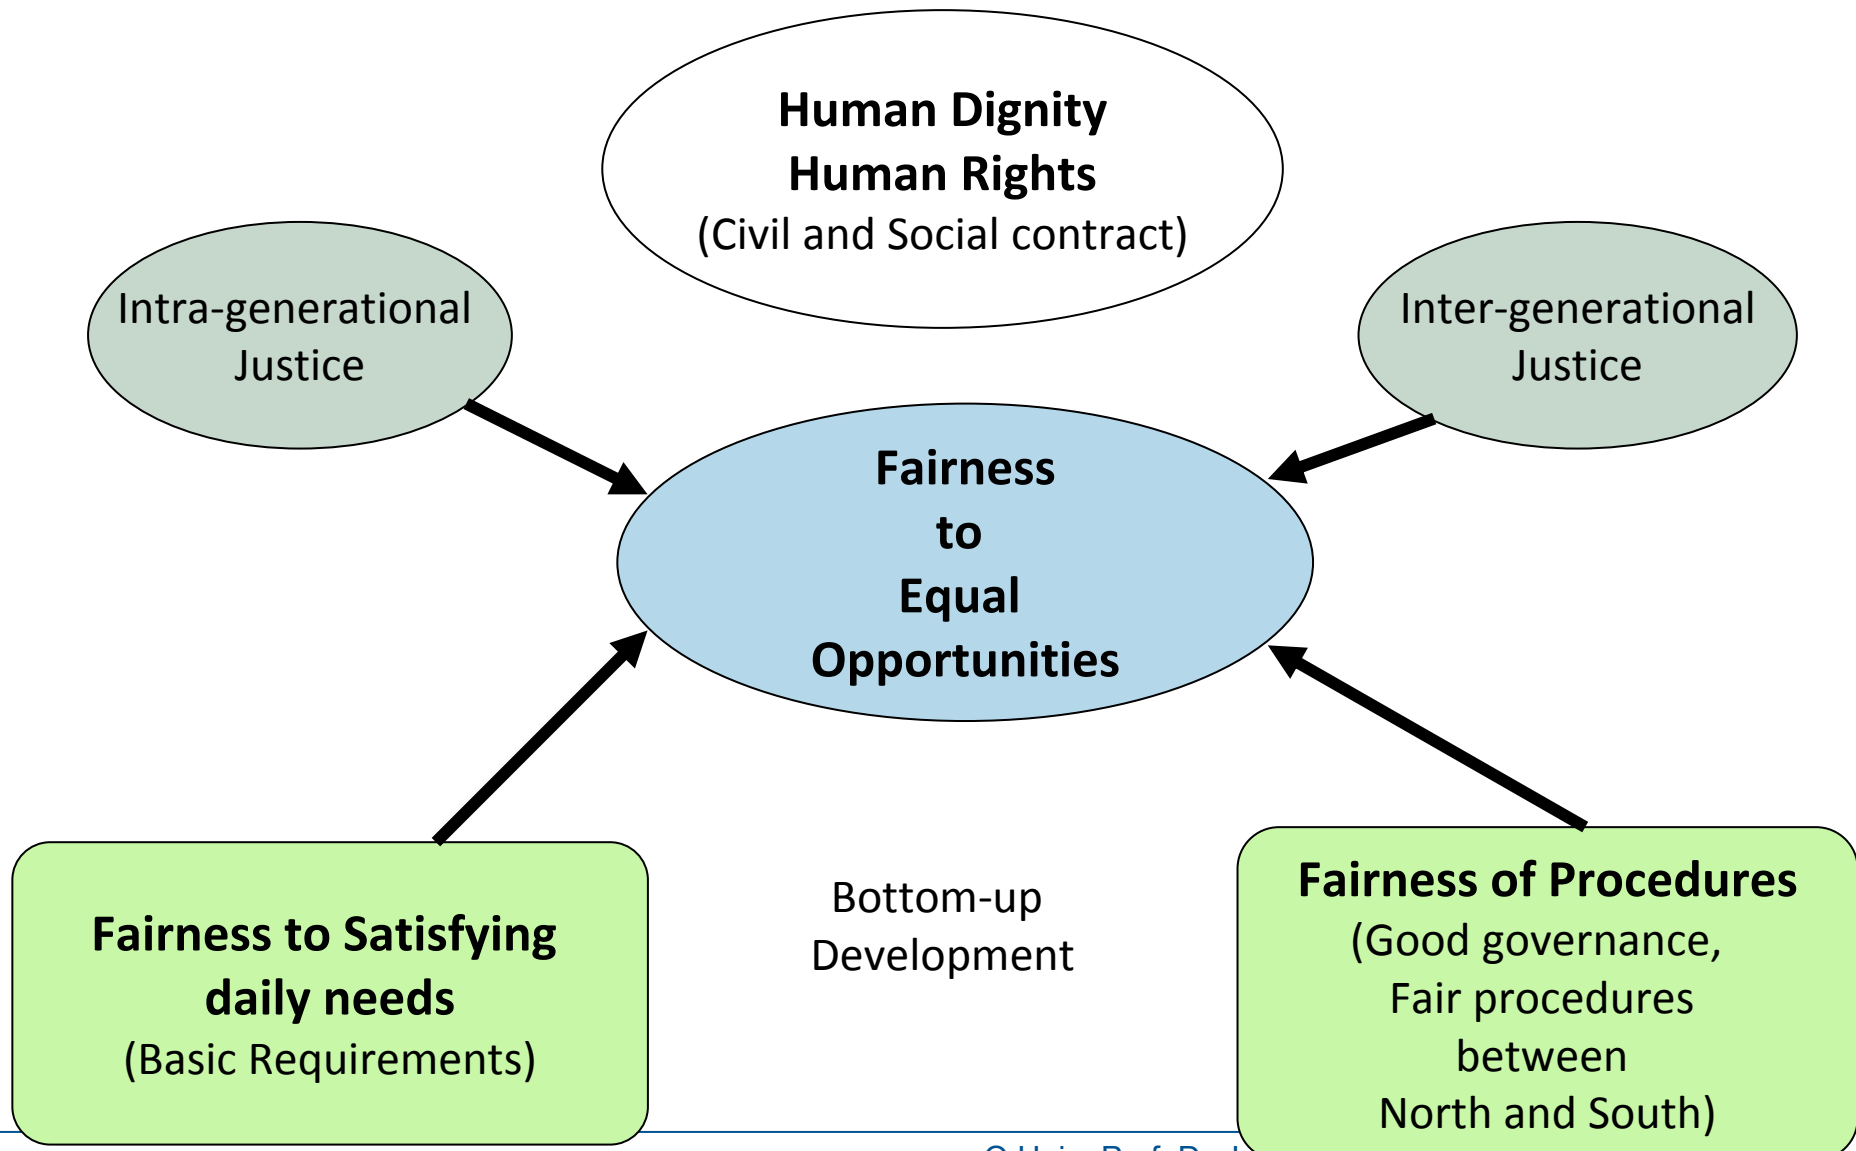 Human Dignity
Human Rights
(Civil and Social contract)
Intra-generational
Justice
Inter-generational
Justice
Fairness
to
Equal
Opportunities
Fairness to Satisfying
daily needs
(Basic Requirements)
Bottom-up
Development
Fairness of Procedures
(Good governance,
Fair procedures
between
North and South)